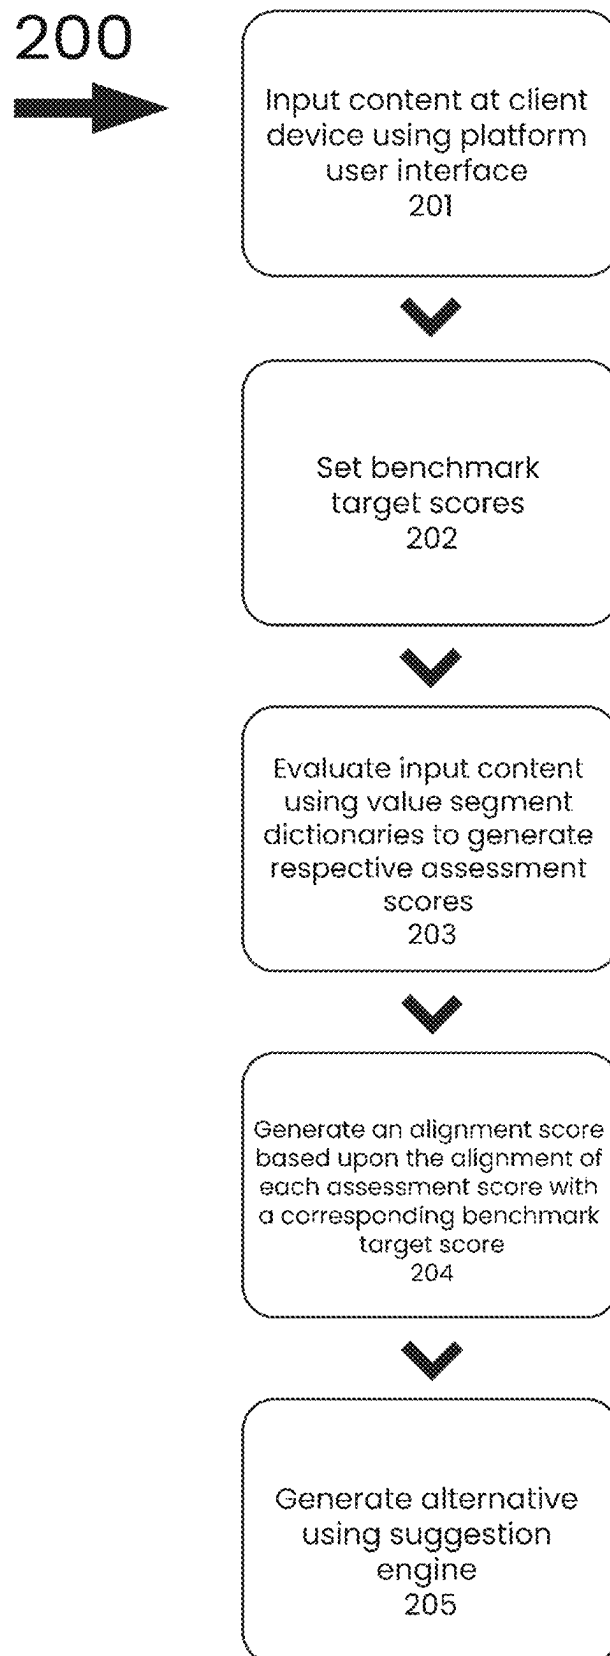 200
Input content at client
device using platform
user interface
201
Set benchmark
target scores
202
Evaluate input content
using value segment
dictionaries to generate
respective assessment
scores
203
Generate an alignment score
based upon the alignment of
each assessment score with
a corresponding benchmark
target score
204
Generate alternative
using suggestion
engine
205